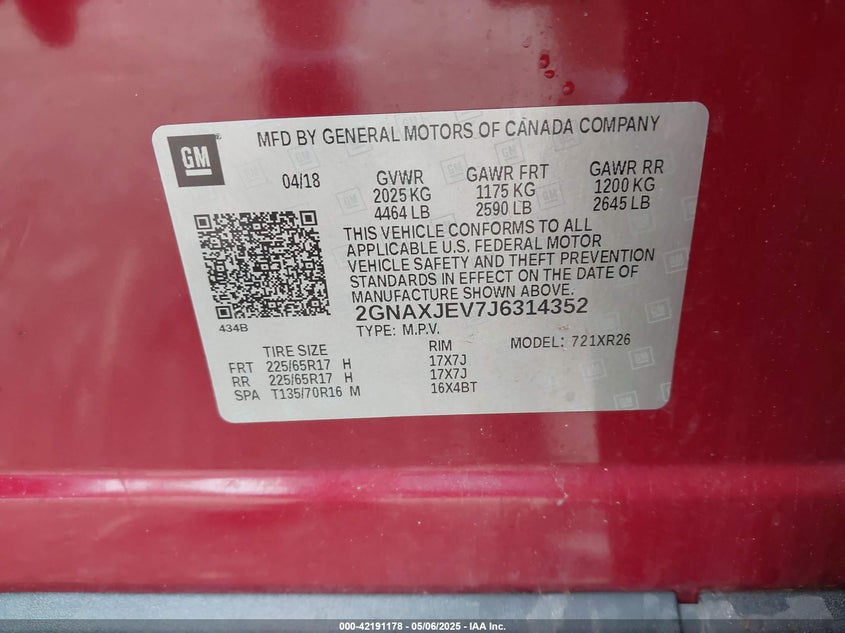 GM
®
MFD BY GENERAL MOTORS OF CANADA COMPANY
04/18
GVWR GAWR FRT GAWR RR
2025 KG 1175 KG 1200 KG
4464 LB 2590 LB 2645 LB
THIS VEHICLE CONFORMS TO ALL
APPLICABLE U.S. FEDERAL MOTOR
VEHICLE SAFETY AND THEFT PREVENTION
STANDARDS IN EFFECT ON THE DATE OF
MANUFACTURE SHOWN ABOVE.
434B
2GNAXJEV7J6314352
TYPE: M.P.V.
TIRE SIZE RIM MODEL: 721XR26
FRT 225/65R17 H 17X7J
RR 225/65R17 H 17X7J
SPA T135/70R16 M 16X4BT
000-42191178 - 05/06/2025 - IAA Inc.